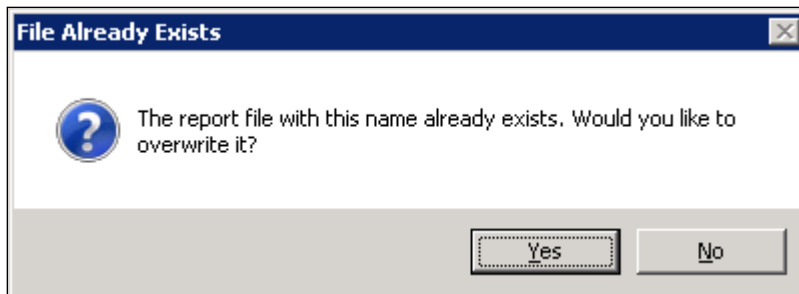 File Already Exists
The report file with this name already exists. Would you like to
overwrite it?
Yes
No